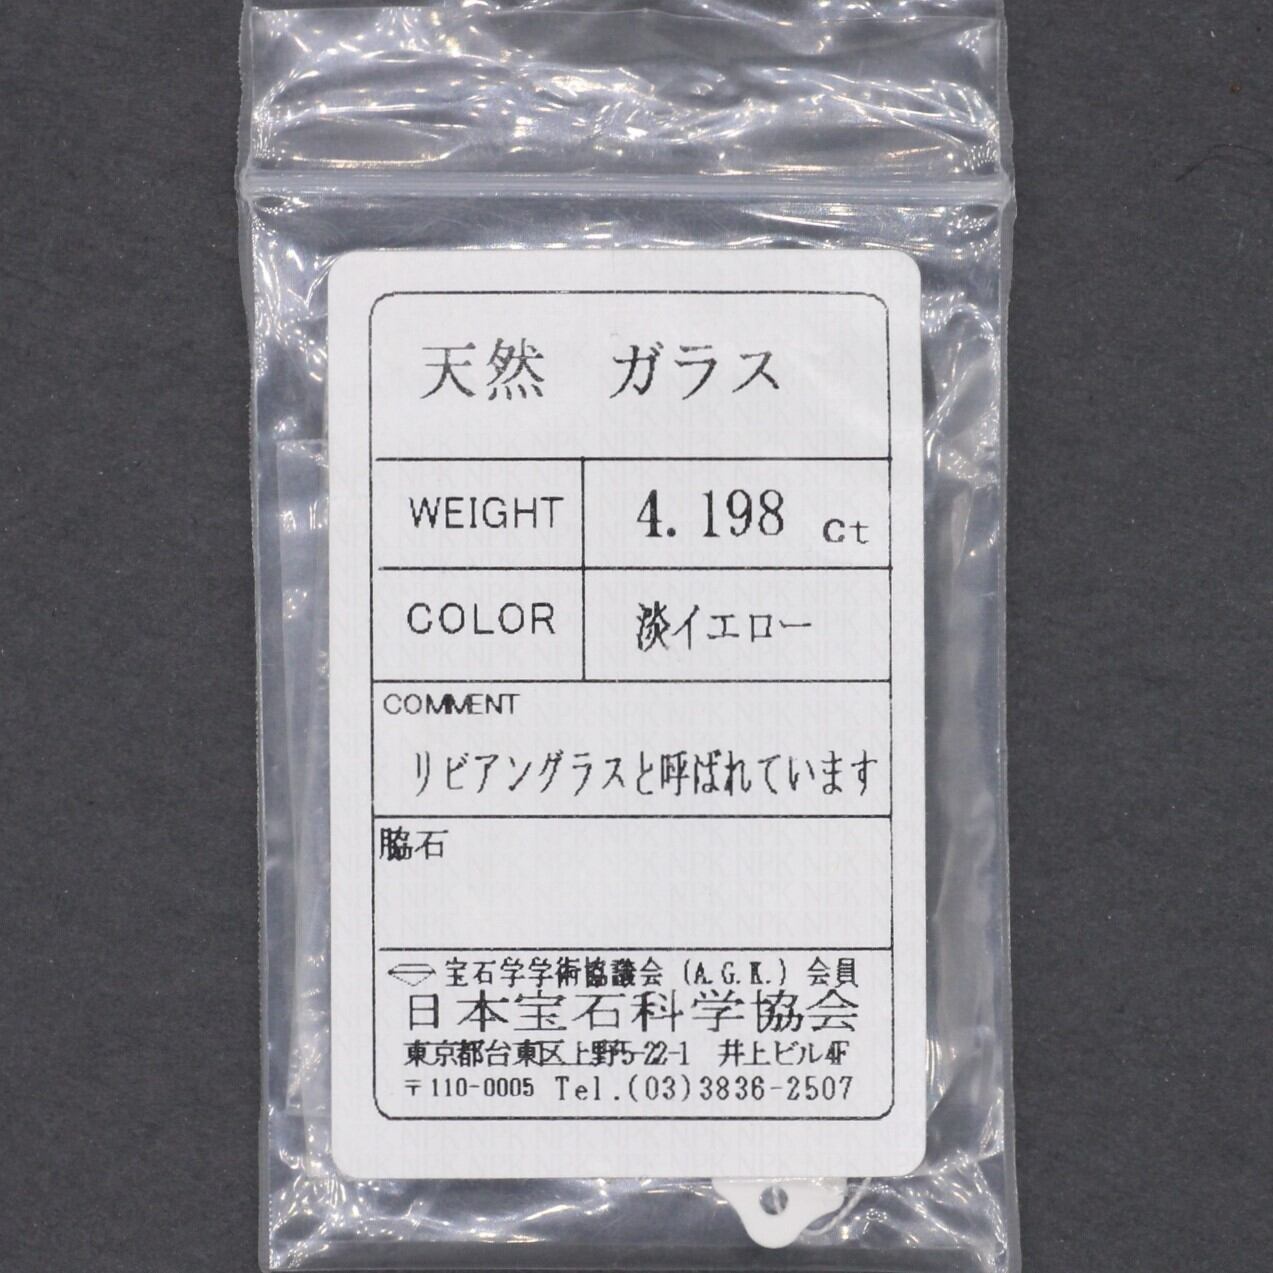 天然 ガラス
WEIGHT 4.198 ct
COLOR 淡イエロー
COMMENT
リビアングラスと呼ばれています
脇石
宝石学学術協議会 (A.G.K.) 会員
日本宝石科学協会
東京都台東区上野5-22-1 井上ビル4F
〒110-0005 Tel.(03)3836-2507